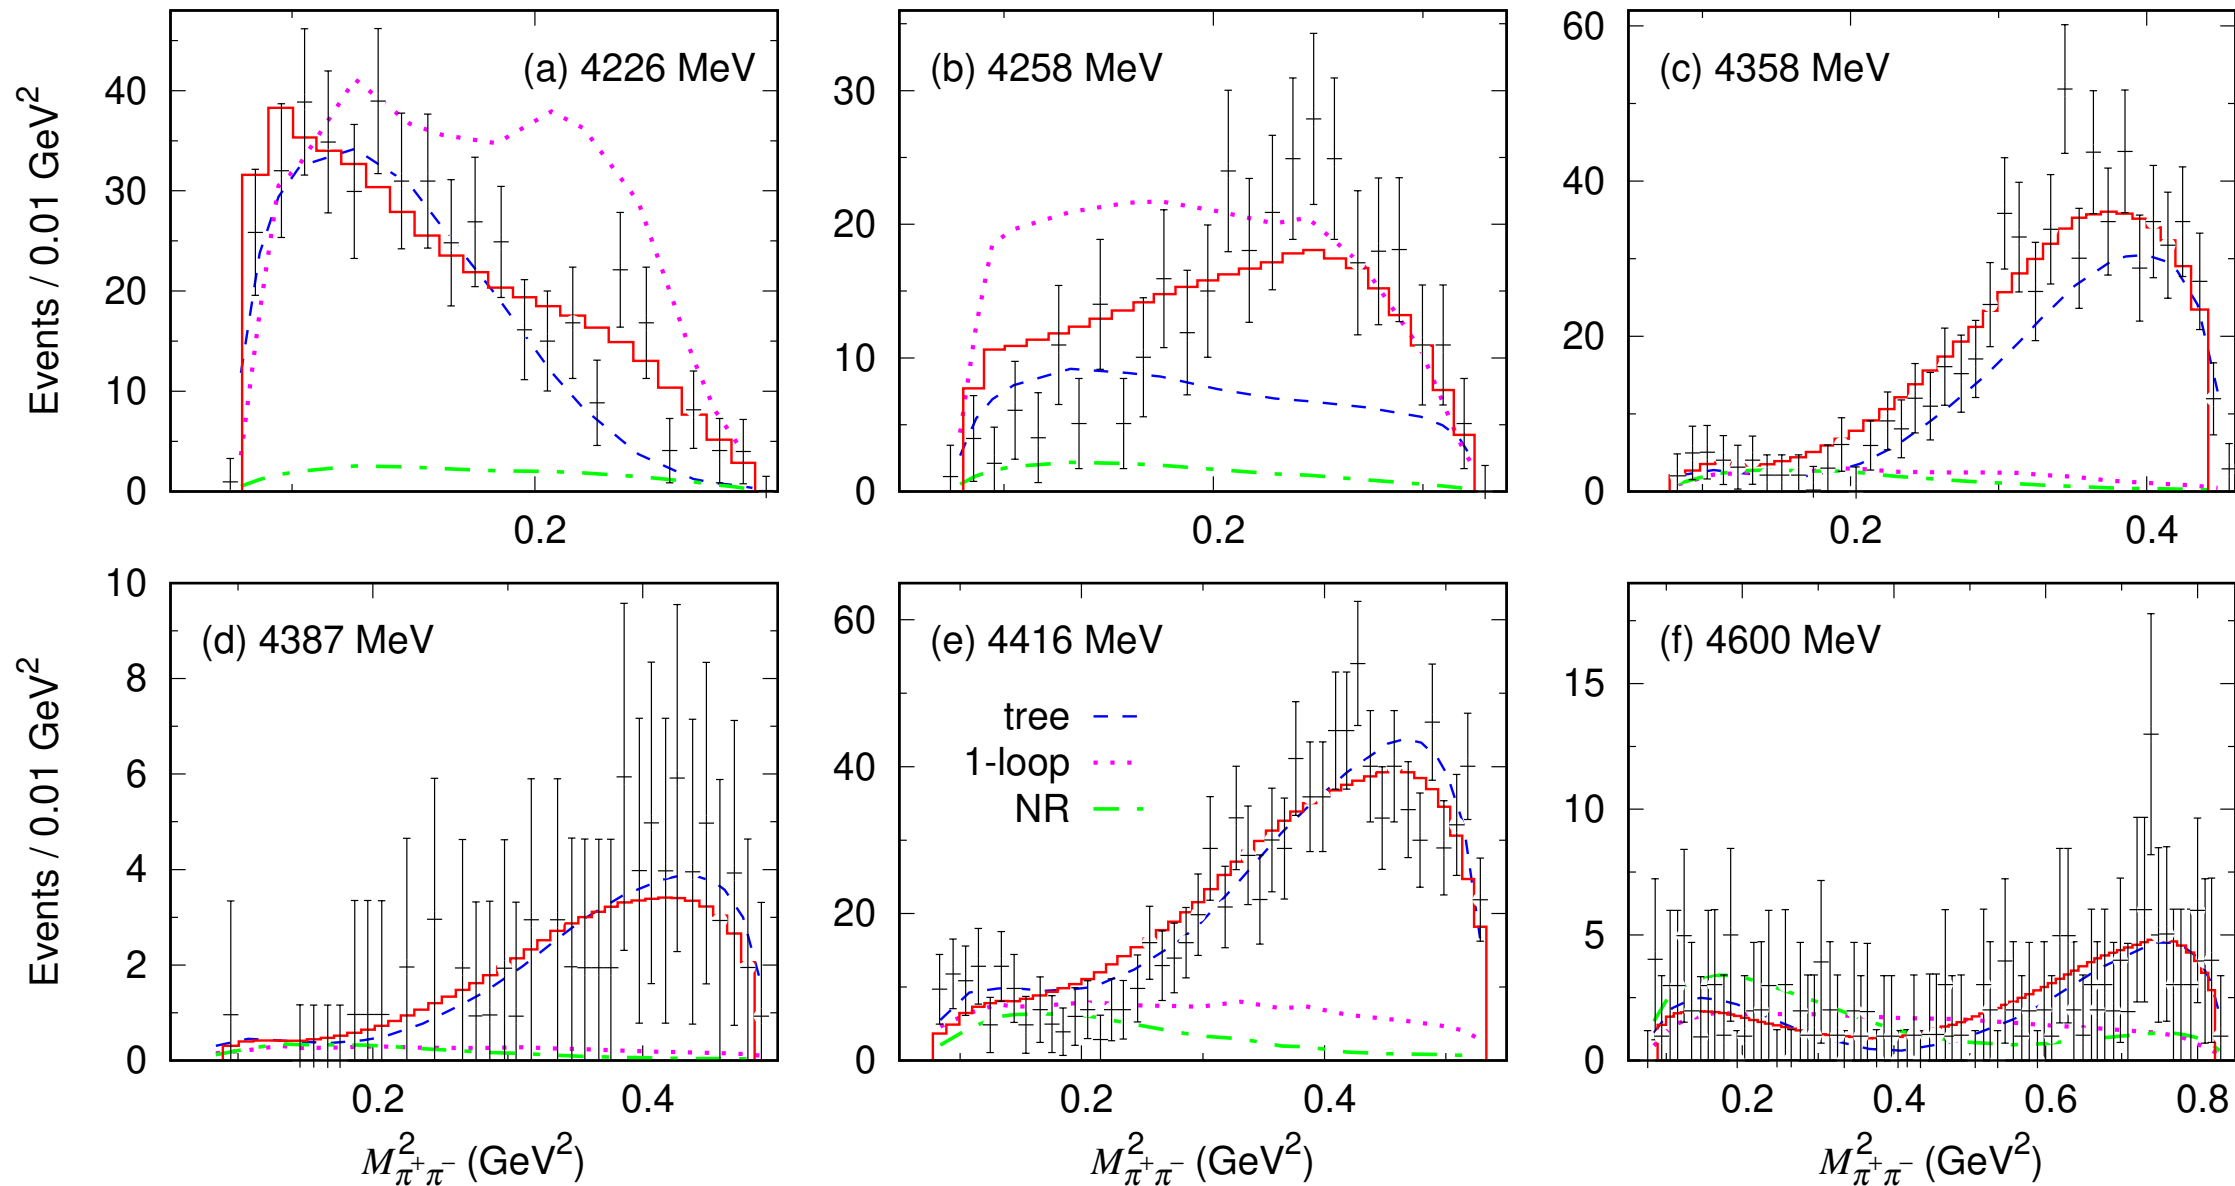 (a) 4226 MeV
Events / 0.01 GeV²
0
10
20
30
40
0.2
(b) 4258 MeV
0
10
20
30
0.2
(c) 4358 MeV
0
20
40
60
0.2 0.4
(d) 4387 MeV
Events / 0.01 GeV²
0
2
4
6
8
10
0.2 0.4
M²π⁺π⁻ (GeV²)
(e) 4416 MeV
tree
1-loop
NR
0
20
40
60
0.2 0.4
M²π⁺π⁻ (GeV²)
(f) 4600 MeV
0
5
10
15
0.2 0.4 0.6 0.8
M²π⁺π⁻ (GeV²)